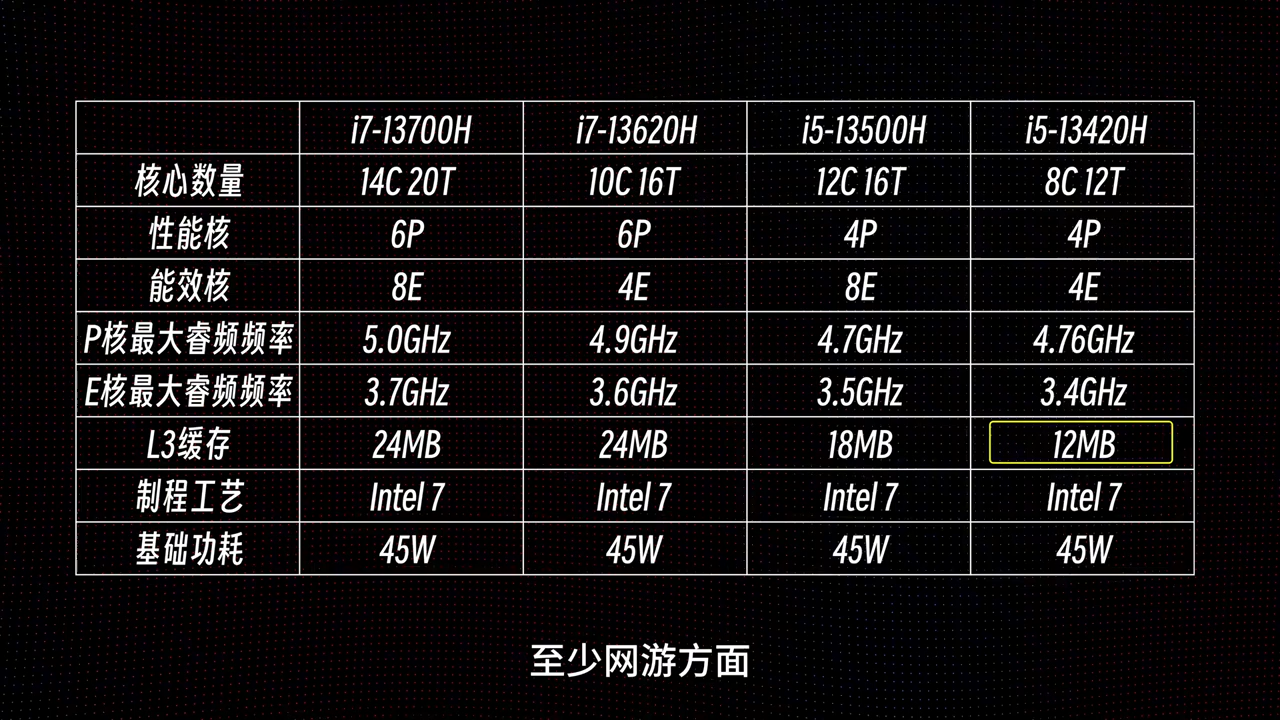 i7-13700H i7-13620H i5-13500H i5-13420H
核心数量 14C 20T 10C 16T 12C 16T 8C 12T
性能核 6P 6P 4P 4P
能效核 8E 4E 8E 4E
P核最大睿频频率 5.0GHz 4.9GHz 4.7GHz 4.76GHz
E核最大睿频频率 3.7GHz 3.6GHz 3.5GHz 3.4GHz
L3缓存 24MB 24MB 18MB 12MB
制程工艺 Intel 7 Intel 7 Intel 7 Intel 7
基础功耗 45W 45W 45W 45W
至少网游方面